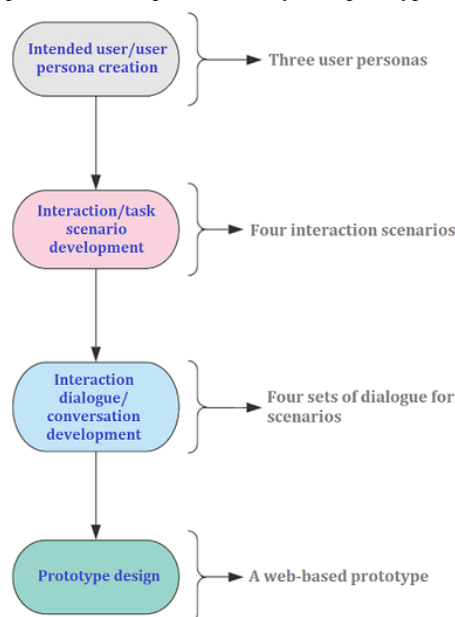 Intended user/user
persona creation
Three user personas
Interaction/task
scenario
development
Four interaction scenarios
Interaction
dialogue/
conversation
development
Four sets of dialogue for
scenarios
Prototype design
A web-based prototype